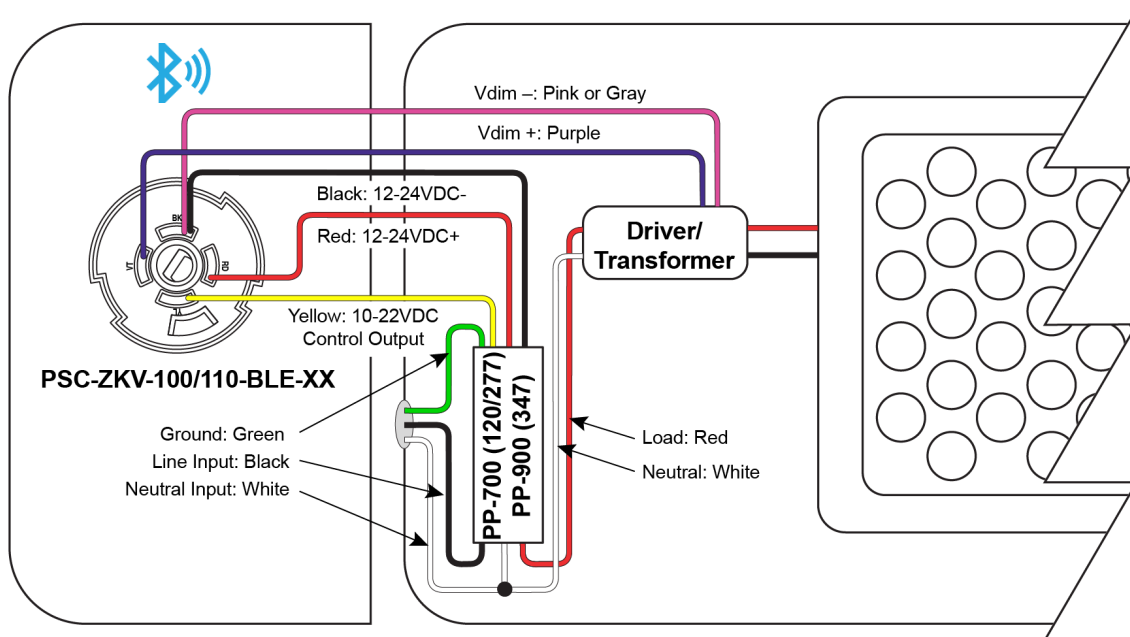 Vdim –: Pink or Gray
Vdim +: Purple
Black: 12-24VDC-
Red: 12-24VDC+
BK
VT
RD
Yellow: 10-22VDC
Control Output
Driver/
Transformer
PSC-ZKV-100/110-BLE-XX
Ground: Green
Line Input: Black
Neutral Input: White
PP-700 (120/277)
PP-900 (347)
Load: Red
Neutral: White